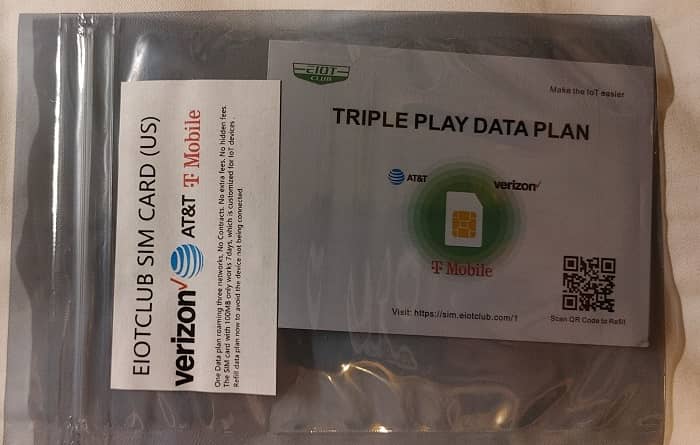 EIOTCLUB SIM CARD (US)
verizon AT&T T Mobile
One Data plan roaming three networks, No Contracts. No extra fees. No hidden fees
The SIM card with 100MB only works 7days, which is customized for IoT devices .
Refill data plan now to avoid the device not being connected.
eIOT
CLUB
Make the IoT easier
TRIPLE PLAY DATA PLAN
AT&T
verizon
T Mobile
Visit: https://sim.eiotclub.com/1
Scan QR Code to Refill